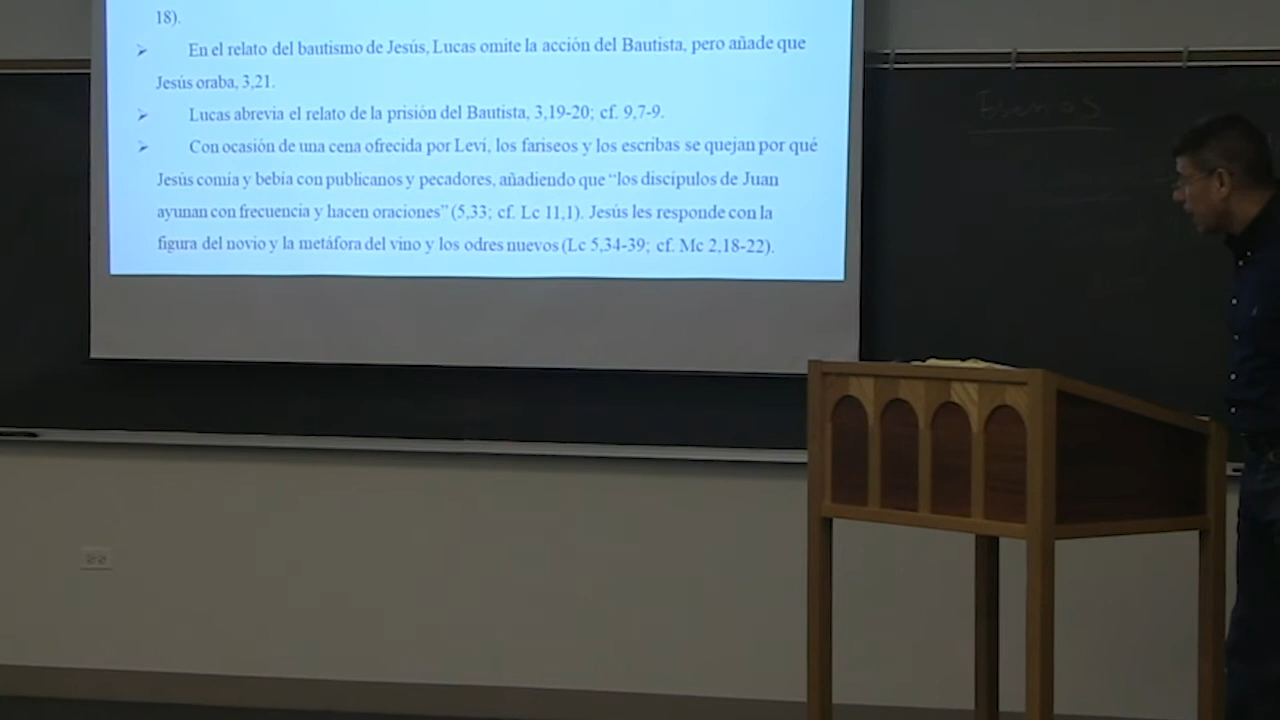 18).
➢ En el relato del bautismo de Jesús, Lucas omite la acción del Bautista, pero añade que
Jesús oraba, 3,21.
➢ Lucas abrevia el relato de la prisión del Bautista, 3,19-20; cf. 9,7-9.
➢ Con ocasión de una cena ofrecida por Leví, los fariseos y los escribas se quejan por qué
Jesús comía y bebía con publicanos y pecadores, añadiendo que “los discípulos de Juan
ayunan con frecuencia y hacen oraciones” (5,33; cf. Lc 11,1). Jesús les responde con la
figura del novio y la metáfora del vino y los odres nuevos (Lc 5,34-39; cf. Mc 2,18-22).
Esenios